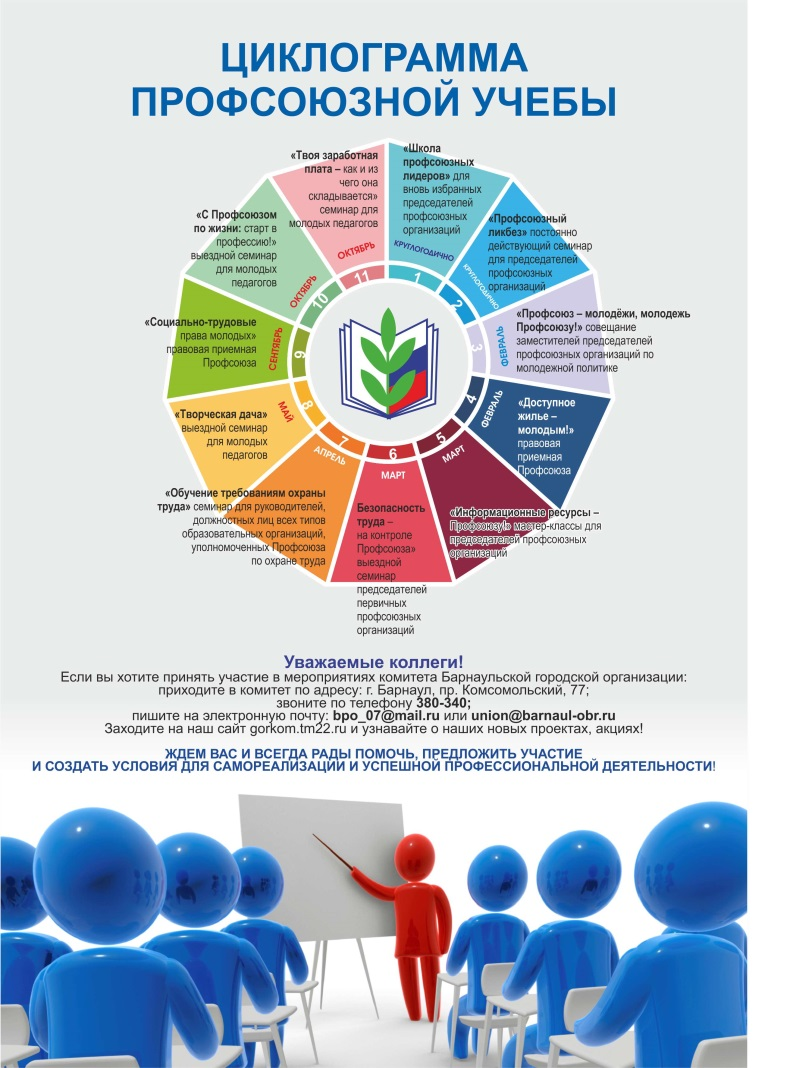 ЦИКЛОГРАММА
ПРОФСОЮЗНОЙ УЧЕБЫ
«Школа
профсоюзных
лидеров» для
вновь избранных
председателей
профсоюзных
организаций
КРУГЛОГОДИЧНО
1
«Профсоюзный
ликбез» постоянно
действующий семинар
для председателей
профсоюзных
организаций
КРУГЛОГОДИЧНО
2
«Профсоюз – молодёжи, молодежь
Профсоюзу!» совещание
заместителей председателей
профсоюзных организаций по
молодежной политике
ФЕВРАЛЬ
3
«Доступное
жилье –
молодым!»
правовая
приемная
Профсоюза
ФЕВРАЛЬ
4
«Информационные ресурсы –
Профсоюзу!» мастер-классы для
председателей профсоюзных
организаций
МАРТ
5
Безопасность
труда –
на контроле
Профсоюза»
выездной
семинар
председателей
первичных
профсоюзных
организаций
МАРТ
6
«Обучение требованиям охраны
труда» семинар для руководителей,
должностных лиц всех типов
образовательных организаций,
уполномоченных Профсоюза
по охране труда
АПРЕЛЬ
7
«Творческая дача»
выездной семинар
для молодых
педагогов
МАЙ
8
«Социально-трудовые
права молодых»
правовая приемная
Профсоюза
СЕНТЯБРЬ
9
«С Профсоюзом
по жизни: старт в
профессию!»
выездной семинар
для молодых
педагогов
ОКТЯБРЬ
10
«Твоя заработная
плата – как и из
чего она
складывается»
семинар для
молодых педагогов
ОКТЯБРЬ
11
Уважаемые коллеги!
Если вы хотите принять участие в мероприятиях комитета Барнаульской городской организации:
приходите в комитет по адресу: г. Барнаул, пр. Комсомольский, 77;
звоните по телефону 380-340;
пишите на электронную почту: bpo_07@mail.ru или union@barnaul-obr.ru
Заходите на наш сайт gorkom.tm22.ru и узнавайте о наших новых проектах, акциях!
ЖДЕМ ВАС И ВСЕГДА РАДЫ ПОМОЧЬ, ПРЕДЛОЖИТЬ УЧАСТИЕ
И СОЗДАТЬ УСЛОВИЯ ДЛЯ САМОРЕАЛИЗАЦИИ И УСПЕШНОЙ ПРОФЕССИОНАЛЬНОЙ ДЕЯТЕЛЬНОСТИ!